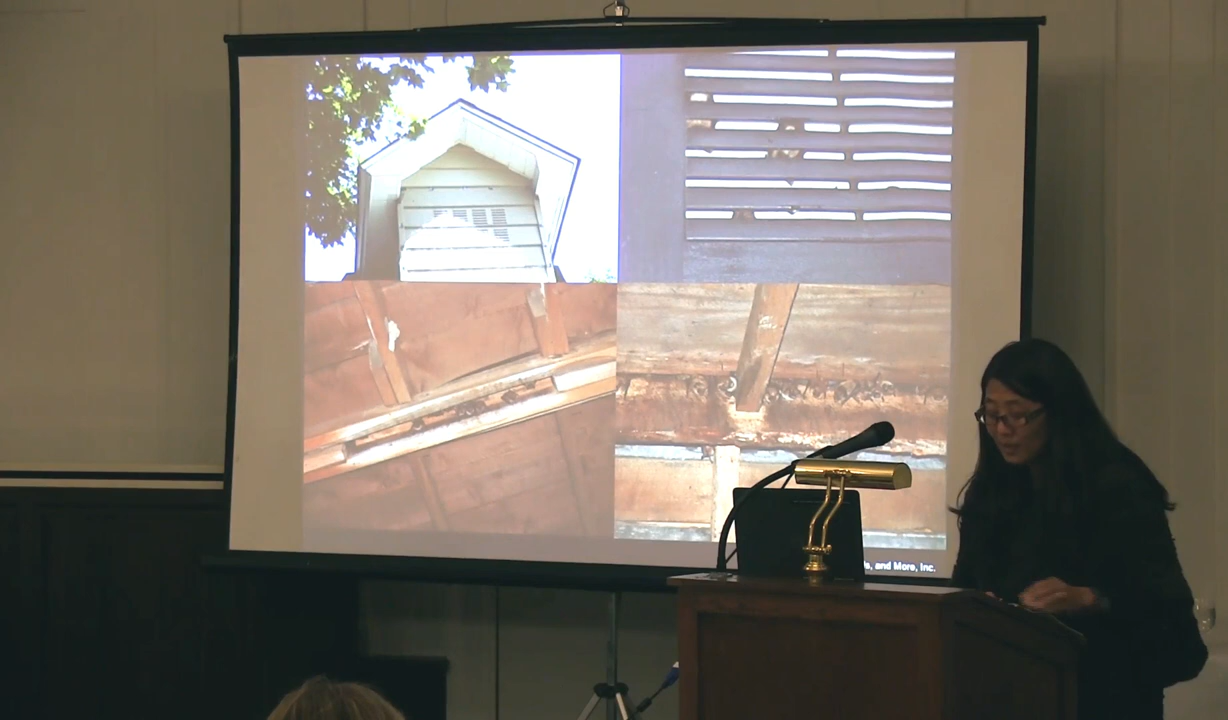 , and More, Inc.